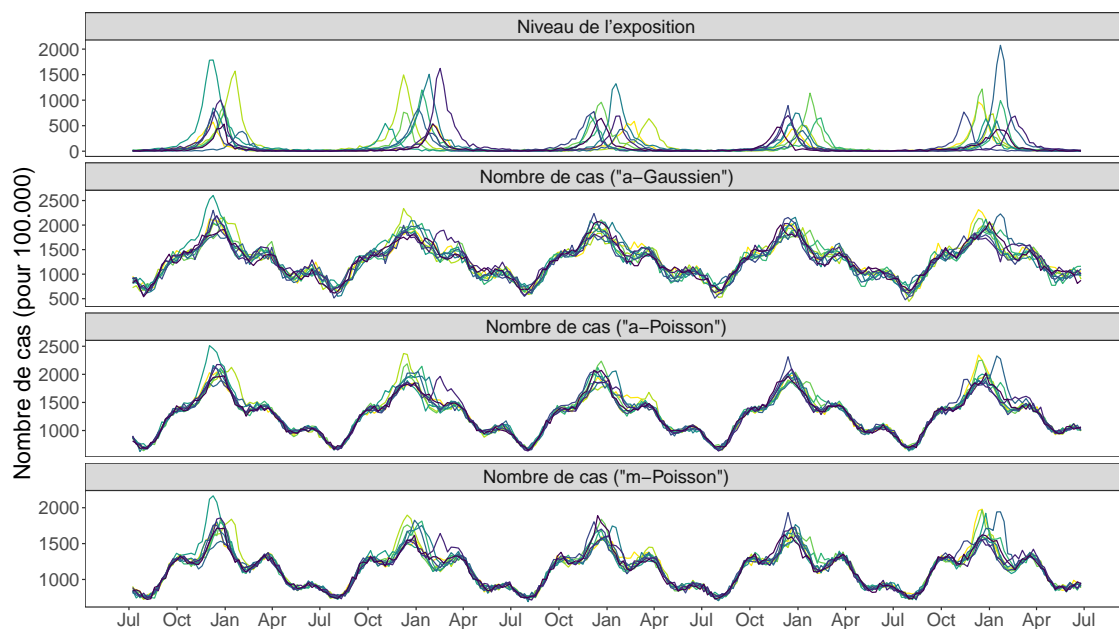 Niveau de l'exposition
2000
1500
1000
500
0
Nombre de cas ("a−Gaussien")
2500
2000
1500
1000
500
Nombre de cas ("a−Poisson")
2500
2000
1500
1000
Nombre de cas ("m−Poisson")
2000
1500
1000
Jul Oct Jan Apr Jul Oct Jan Apr Jul Oct Jan Apr Jul Oct Jan Apr Jul Oct Jan Apr Jul
Nombre de cas (pour 100.000)